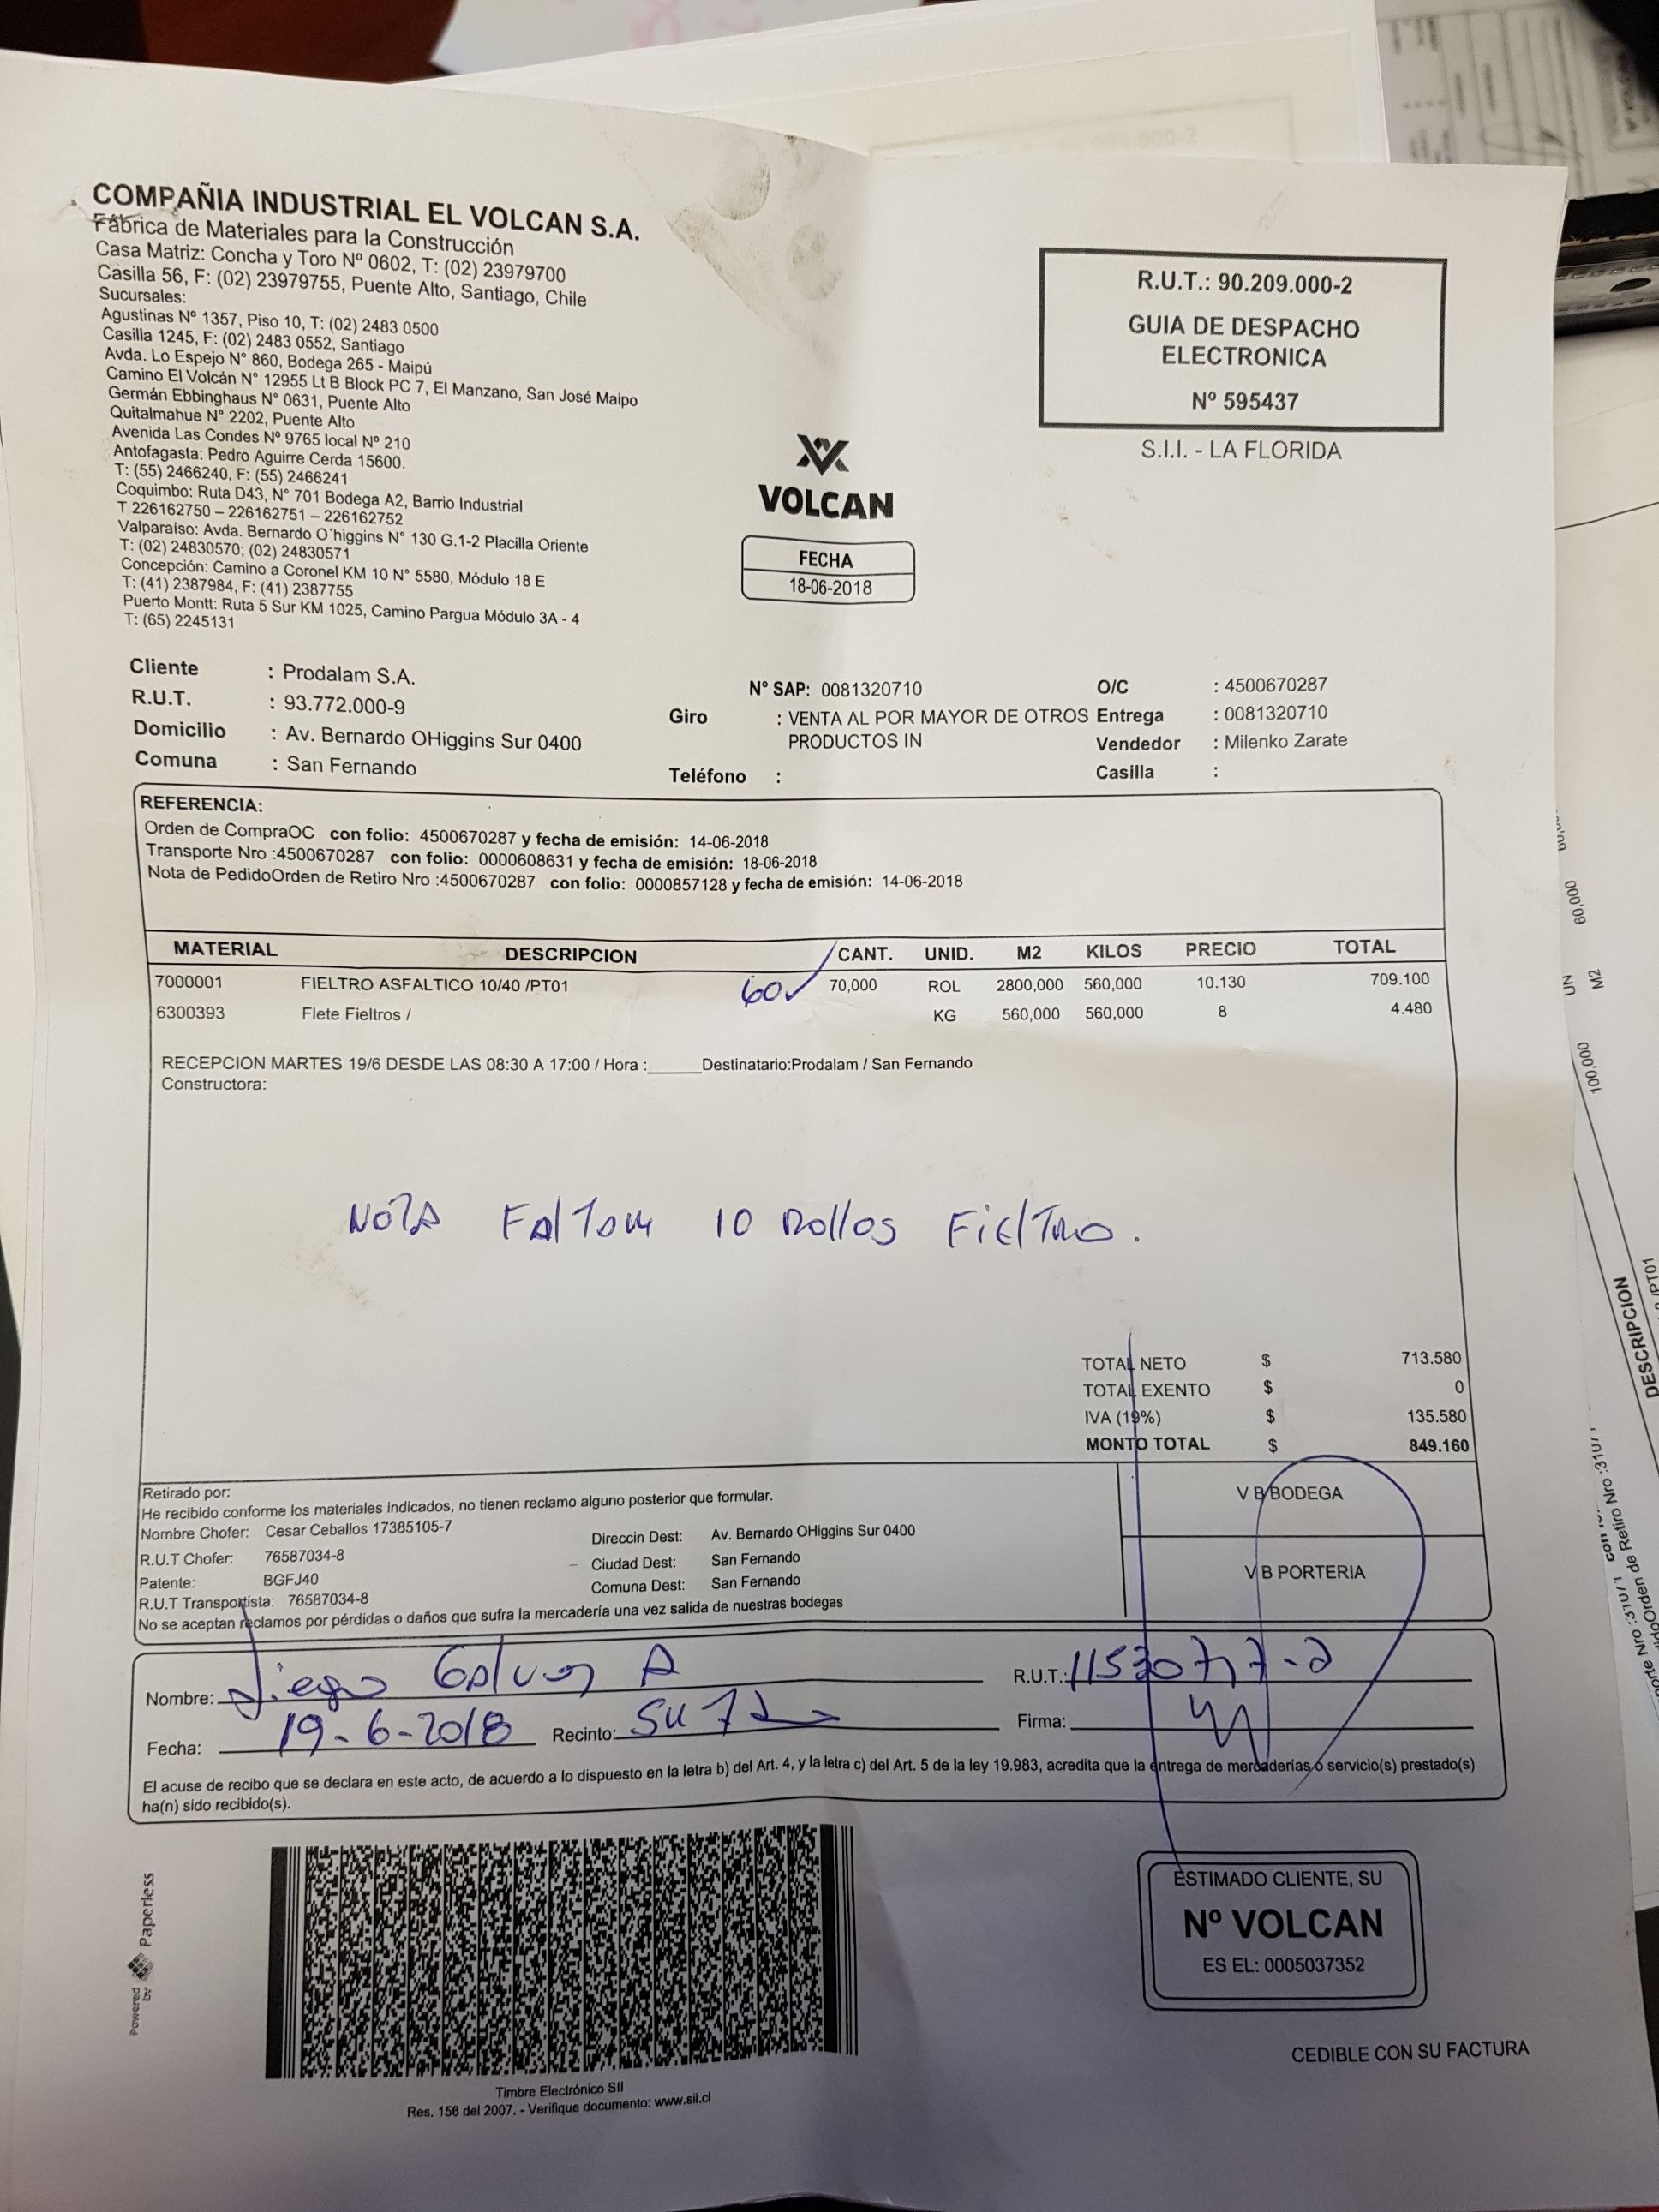 COMPAÑIA INDUSTRIAL EL VOLCAN S.A.
Fábrica de Materiales para la Construcción
Casa Matriz: Concha y Toro Nº 0602, T: (02) 23979700
Casilla 56, F: (02) 23979755, Puente Alto, Santiago, Chile
Sucursales:
Agustinas Nº 1357, Piso 10, T: (02) 2483 0500
Casilla 1245, F: (02) 2483 0552, Santiago
Avda. Lo Espejo N° 860, Bodega 265 - Maipú
Camino El Volcán N° 12955 Lt B Block PC 7, El Manzano, San José Maipo
Germán Ebbinghaus N° 0631, Puente Alto
Quitalmahue N° 2202, Puente Alto
Avenida Las Condes Nº 9765 local Nº 210
Antofagasta: Pedro Aguirre Cerda 15600.
T: (55) 2466240, F: (55) 2466241
Coquimbo: Ruta D43, N° 701 Bodega A2, Barrio Industrial
T 226162750 – 226162751 – 226162752
Valparaíso: Avda. Bernardo O´higgins N° 130 G.1-2 Placilla Oriente
T: (02) 24830570; (02) 24830571
Concepción: Camino a Coronel KM 10 N° 5580, Módulo 18 E
T: (41) 2387984, F: (41) 2387755
Puerto Montt: Ruta 5 Sur KM 1025, Camino Pargua Módulo 3A - 4
T: (65) 2245131
VOLCAN
FECHA
18-06-2018
R.U.T.: 90.209.000-2
GUIA DE DESPACHO
ELECTRONICA
Nº 595437
S.I.I. - LA FLORIDA
Cliente : Prodalam S.A.
R.U.T. : 93.772.000-9
Domicilio : Av. Bernardo OHiggins Sur 0400
Comuna : San Fernando
N° SAP: 0081320710
Giro : VENTA AL POR MAYOR DE OTROS
PRODUCTOS IN
Teléfono :
O/C : 4500670287
Entrega : 0081320710
Vendedor : Milenko Zarate
Casilla :
REFERENCIA:
Orden de CompraOC con folio: 4500670287 y fecha de emisión: 14-06-2018
Transporte Nro :4500670287 con folio: 0000608631 y fecha de emisión: 18-06-2018
Nota de PedidoOrden de Retiro Nro :4500670287 con folio: 0000857128 y fecha de emisión: 14-06-2018
MATERIAL DESCRIPCION CANT. UNID. M2 KILOS PRECIO TOTAL
7000001 FIELTRO ASFALTICO 10/40 /PT01 60✓ 70,000 ROL 2800,000 560,000 10.130 709.100
6300393 Flete Fieltros / KG 560,000 560,000 8 4.480
RECEPCION MARTES 19/6 DESDE LAS 08:30 A 17:00 / Hora :______Destinatario:Prodalam / San Fernando
Constructora:
NOTA FalTan 10 Rollos FielTro.
TOTAL NETO $ 713.580
TOTAL EXENTO $ 0
IVA (19%) $ 135.580
MONTO TOTAL $ 849.160
Retirado por:
He recibido conforme los materiales indicados, no tienen reclamo alguno posterior que formular.
Nombre Chofer: Cesar Ceballos 17385105-7
R.U.T Chofer: 76587034-8
Patente: BGFJ40
R.U.T Transportista: 76587034-8
Direccin Dest: Av. Bernardo OHiggins Sur 0400
Ciudad Dest: San Fernando
Comuna Dest: San Fernando
No se aceptan reclamos por pérdidas o daños que sufra la mercadería una vez salida de nuestras bodegas
V B BODEGA
V B PORTERIA
Nombre: Diego Galvez A R.U.T.:
Fecha: 19-6-2018 Recinto: Firma:
El acuse de recibo que se declara en este acto, de acuerdo a lo dispuesto en la letra b) del Art. 4, y la letra c) del Art. 5 de la ley 19.983, acredita que la entrega de mercaderías o servicio(s) prestado(s)
ha(n) sido recibido(s).
Powered by Paperless
Timbre Electrónico SII
Res. 156 del 2007. - Verifique documento: www.sii.cl
ESTIMADO CLIENTE, SU
Nº VOLCAN
ES EL: 0005037352
CEDIBLE CON SU FACTURA
UN 60,000
M2 100,000
DESCRIPCION